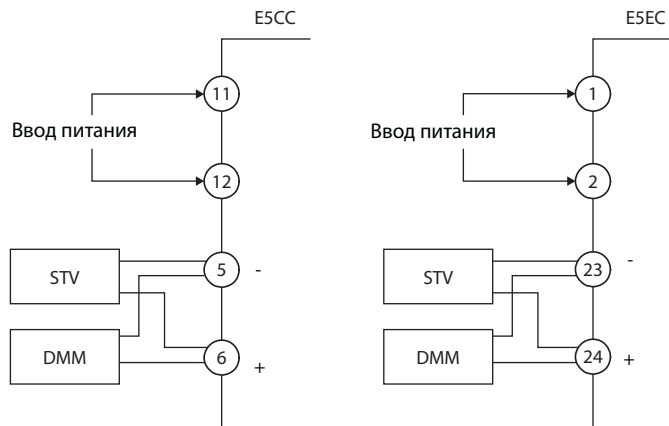 E5CC
11
Ввод питания
12
STV
5
-
DMM
6
+
E5EC
1
Ввод питания
2
STV
23
-
DMM
24
+